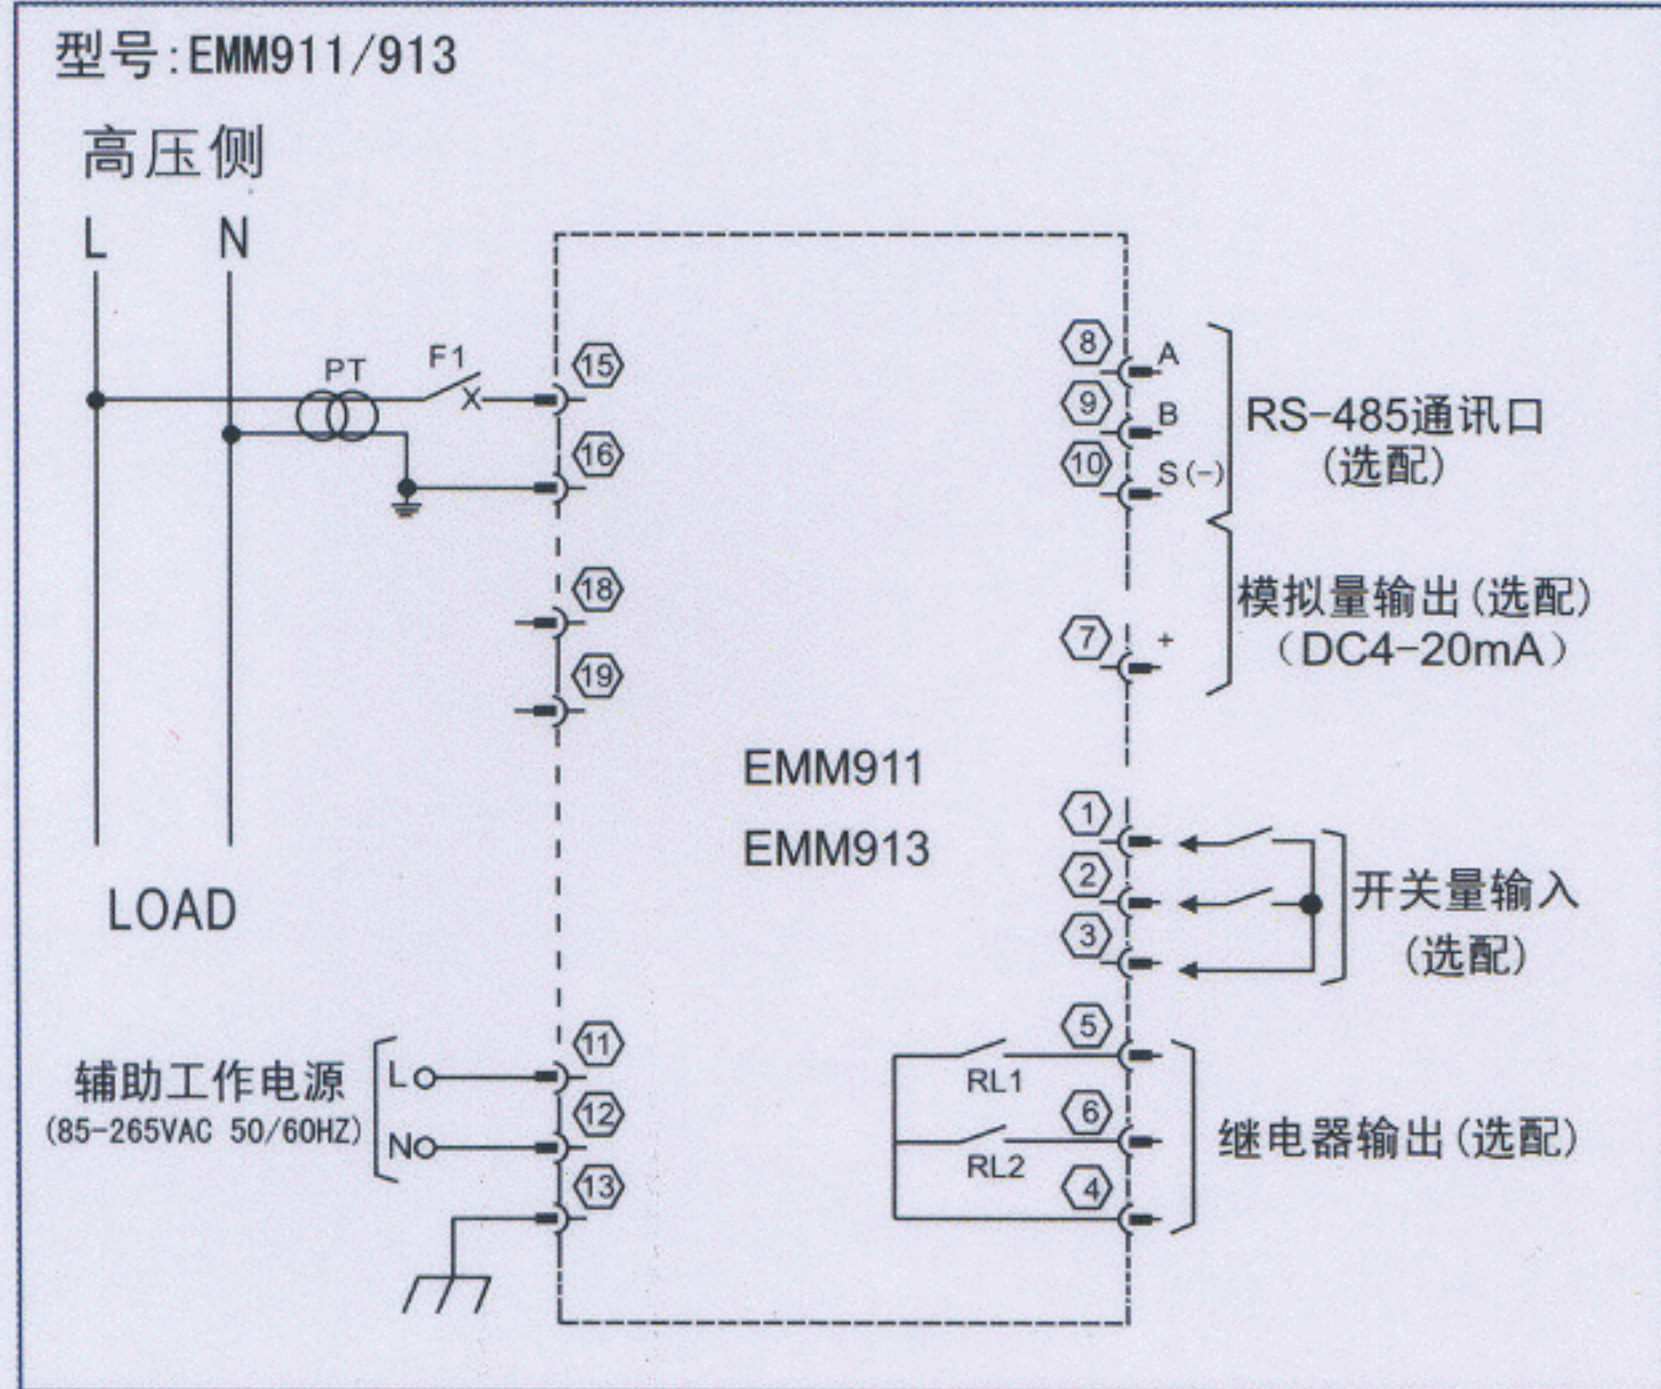 型号:EMM911/913
高压侧
L
N
PT
F1
15
16
18
19
8
A
9
B
10
S(-)
RS-485通讯口
(选配)
7
+
模拟量输出(选配)
(DC4-20mA)
EMM911
EMM913
LOAD
1
2
3
开关量输入
(选配)
辅助工作电源
(85-265VAC 50/60HZ)
L
N
11
12
13
5
RL1
6
RL2
4
继电器输出(选配)